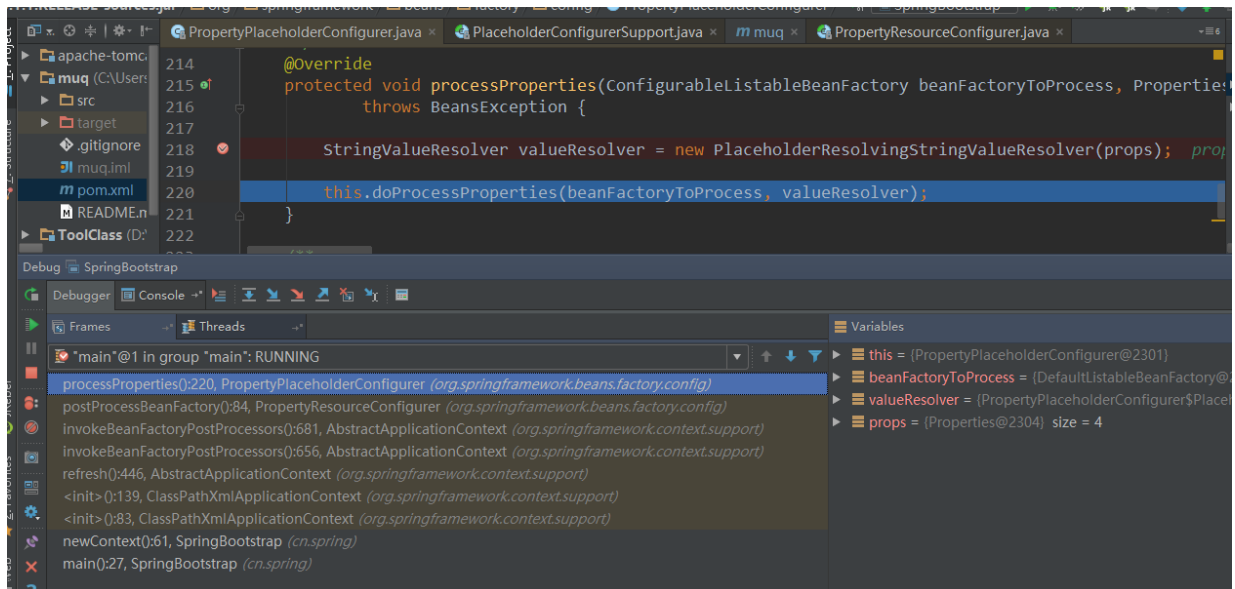 PropertyPlaceholderConfigurer.java × PlaceholderConfigurerSupport.java × m muq × PropertyResourceConfigurer.java ×
apache-tomca
muq (C:\Users
src
target
.gitignore
muq.iml
m pom.xml
README.m
ToolClass (D:\
214 @Override
215 protected void processProperties(ConfigurableListableBeanFactory beanFactoryToProcess, Properties
216 throws BeansException {
217
218 StringValueResolver valueResolver = new PlaceholderResolvingStringValueResolver(props); prop
219
220 this.doProcessProperties(beanFactoryToProcess, valueResolver);
221 }
222
Debug SpringBootstrap
Debugger Console
Frames Threads
"main"@1 in group "main": RUNNING
processProperties():220, PropertyPlaceholderConfigurer (org.springframework.beans.factory.config)
postProcessBeanFactory():84, PropertyResourceConfigurer (org.springframework.beans.factory.config)
invokeBeanFactoryPostProcessors():681, AbstractApplicationContext (org.springframework.context.support)
invokeBeanFactoryPostProcessors():656, AbstractApplicationContext (org.springframework.context.support)
refresh():446, AbstractApplicationContext (org.springframework.context.support)
<init>():139, ClassPathXmlApplicationContext (org.springframework.context.support)
<init>():83, ClassPathXmlApplicationContext (org.springframework.context.support)
newContext():61, SpringBootstrap (cn.spring)
main():27, SpringBootstrap (cn.spring)
Variables
this = {PropertyPlaceholderConfigurer@2301}
beanFactoryToProcess = {DefaultListableBeanFactory@2
valueResolver = {PropertyPlaceholderConfigurer$Placeh
props = {Properties@2304} size = 4